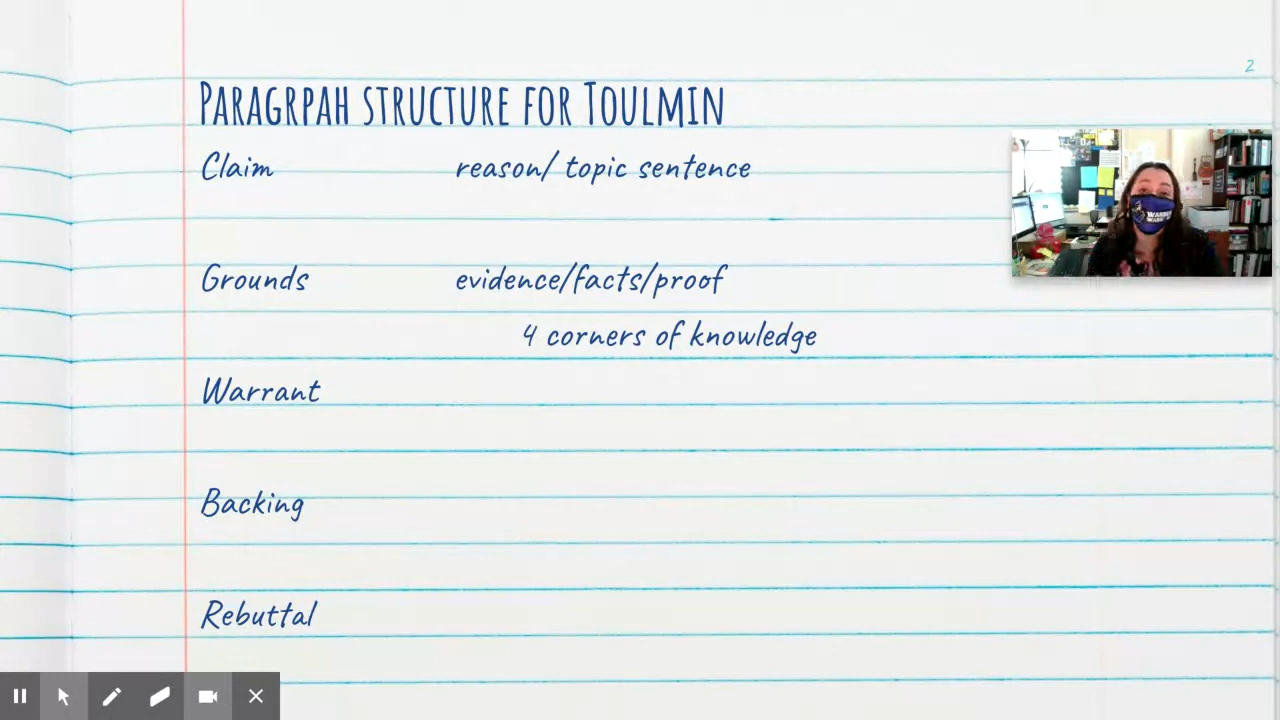 2
PARAGRPAH STRUCTURE FOR TOULMIN
Claim reason/ topic sentence
Grounds evidence/facts/proof
4 corners of knowledge
Warrant
Backing
Rebuttal